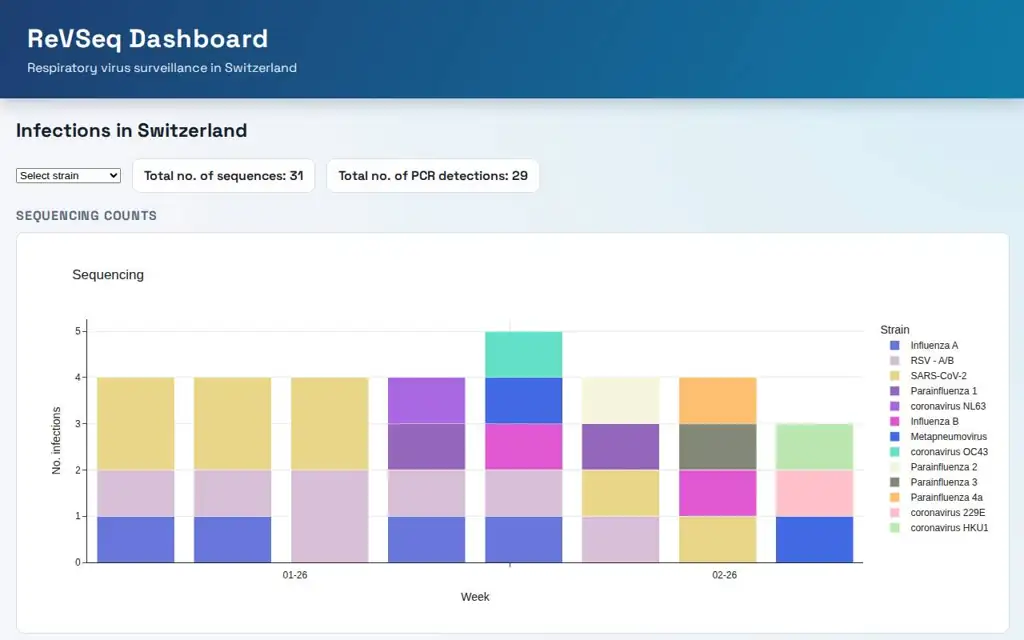 ReVSeq Dashboard
Respiratory virus surveillance in Switzerland
Infections in Switzerland
Select strain
Total no. of sequences: 31
Total no. of PCR detections: 29
SEQUENCING COUNTS
Sequencing
5
4
3
2
1
0
No. infections
01-26
02-26
Week
Strain
Influenza A
RSV - A/B
SARS-CoV-2
Parainfluenza 1
coronavirus NL63
Influenza B
Metapneumovirus
coronavirus OC43
Parainfluenza 2
Parainfluenza 3
Parainfluenza 4a
coronavirus 229E
coronavirus HKU1